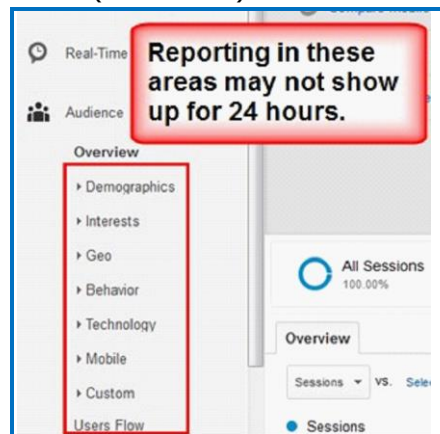 Real-Time
Reporting in these
areas may not show
up for 24 hours.
Audience
Overview
Demographics
Interests
Geo
Behavior
Technology
Mobile
Custom
Users Flow
All Sessions
100.00%
Overview
Sessions VS.
Sessions